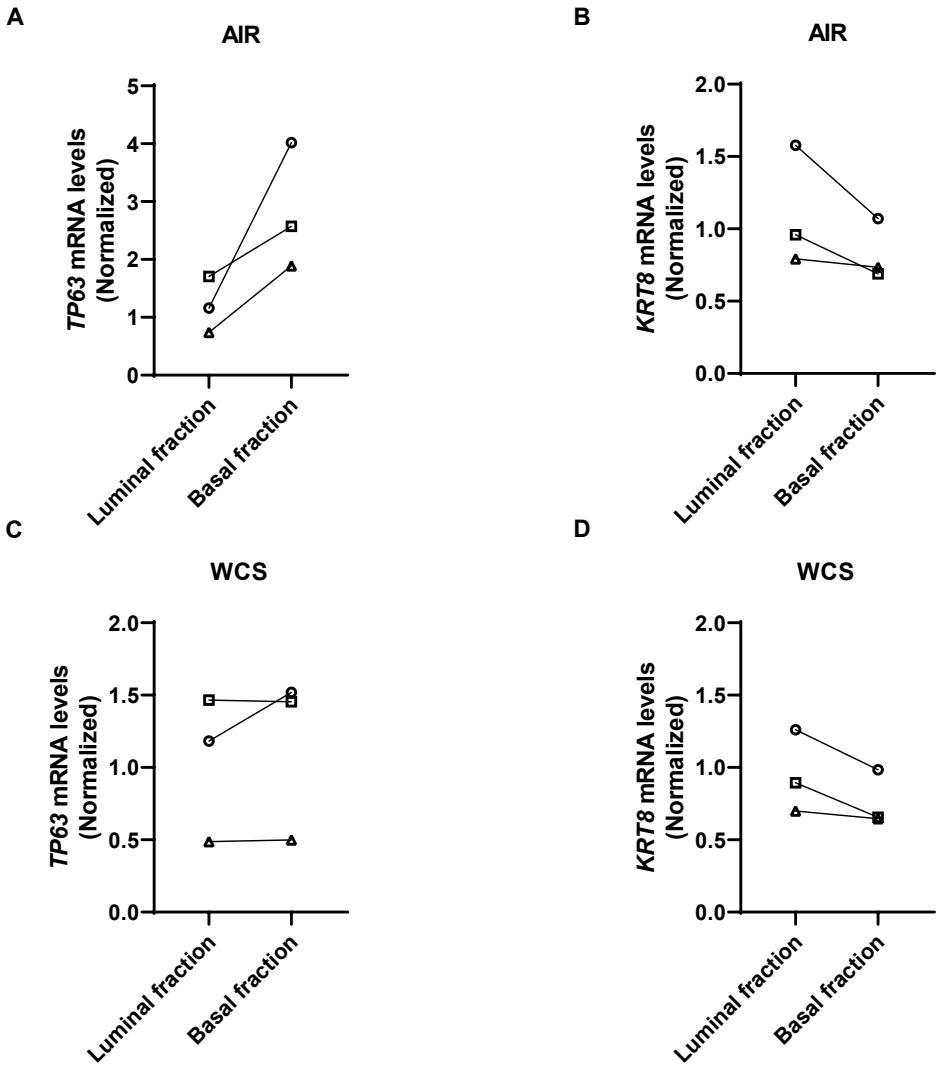 A
AIR
5
4
3
2
1
0
TP63 mRNA levels
(Normalized)
Luminal fraction
Basal fraction
B
AIR
2.0
1.5
1.0
0.5
0.0
KRT8 mRNA levels
(Normalized)
Luminal fraction
Basal fraction
C
WCS
2.0
1.5
1.0
0.5
0.0
TP63 mRNA levels
(Normalized)
Luminal fraction
Basal fraction
D
WCS
2.0
1.5
1.0
0.5
0.0
KRT8 mRNA levels
(Normalized)
Luminal fraction
Basal fraction